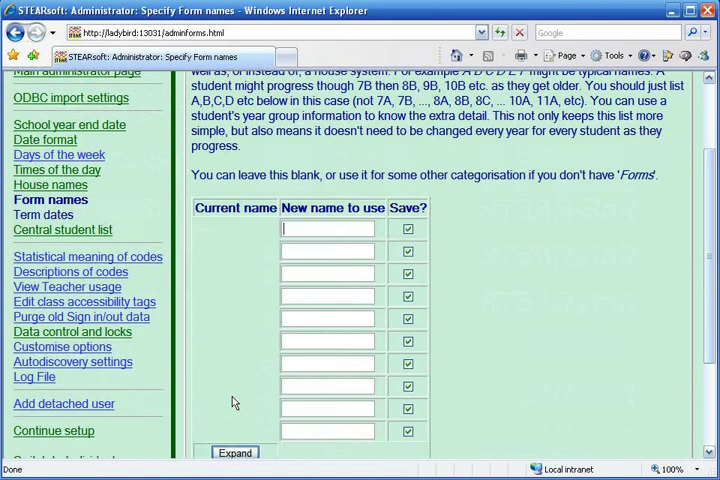 STEARsoft: Administrator: Specify Form names - Windows Internet Explorer
http://ladybird:13031/adminforms.html
Google
STEARsoft: Administrator: Specify Form names
Page
Tools
Main administrator page
ODBC import settings
School year end date
Date format
Days of the week
Times of the day
House names
Form names
Term dates
Central student list
Statistical meaning of codes
Descriptions of codes
View Teacher usage
Edit class accessibility tags
Purge old Sign in/out data
Data control and locks
Customise options
Autodiscovery settings
Log File
Add detached user
Continue setup
well as, or instead of, a house system. For example A B C D E F might be typical names. A
student might progress though 7B then 8B, 9B, 10B etc. as they get older. You should just list
A,B,C,D etc below in this case (not 7A, 7B, ..., 8A, 8B, 8C, ... 10A, 11A, etc). You can use a
student's year group information to know the extra detail. This not only keeps this list more
simple, but also means it doesn't need to be changed every year for every student as they
progress.
You can leave this blank, or use it for some other categorisation if you don't have 'Forms'.
Current name New name to use Save?
Expand
Done
Local intranet
100%